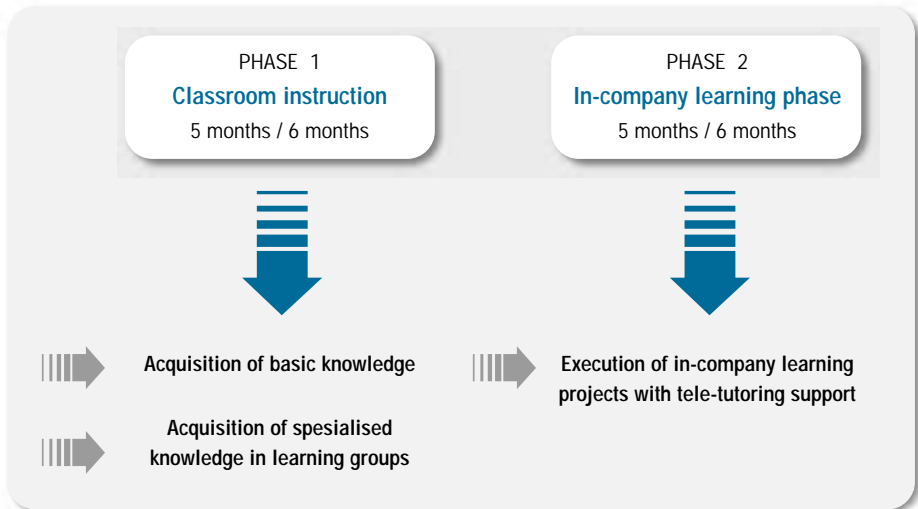 PHASE 1
Classroom instruction
5 months / 6 months
PHASE 2
In-company learning phase
5 months / 6 months
Acquisition of basic knowledge
Acquisition of spesialised
knowledge in learning groups
Execution of in-company learning
projects with tele-tutoring support